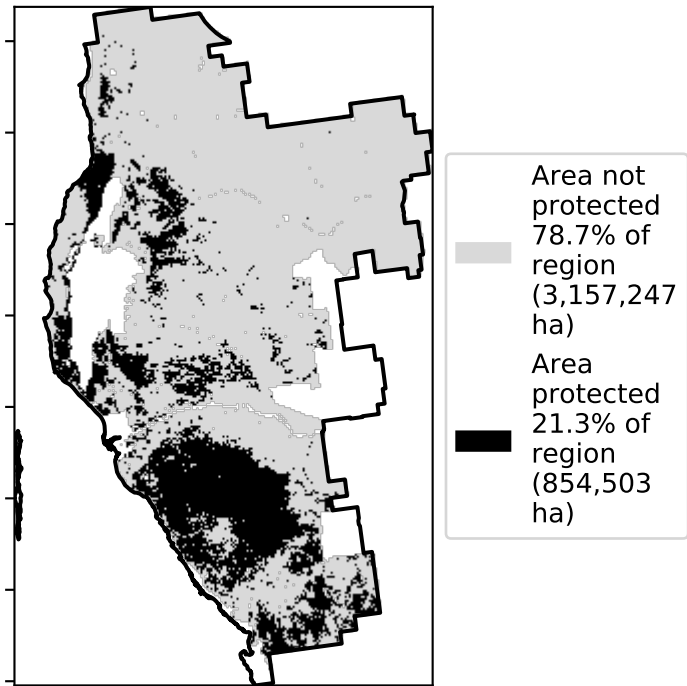 Area not
protected
78.7% of
region
(3,157,247
ha)
Area
protected
21.3% of
region
(854,503
ha)